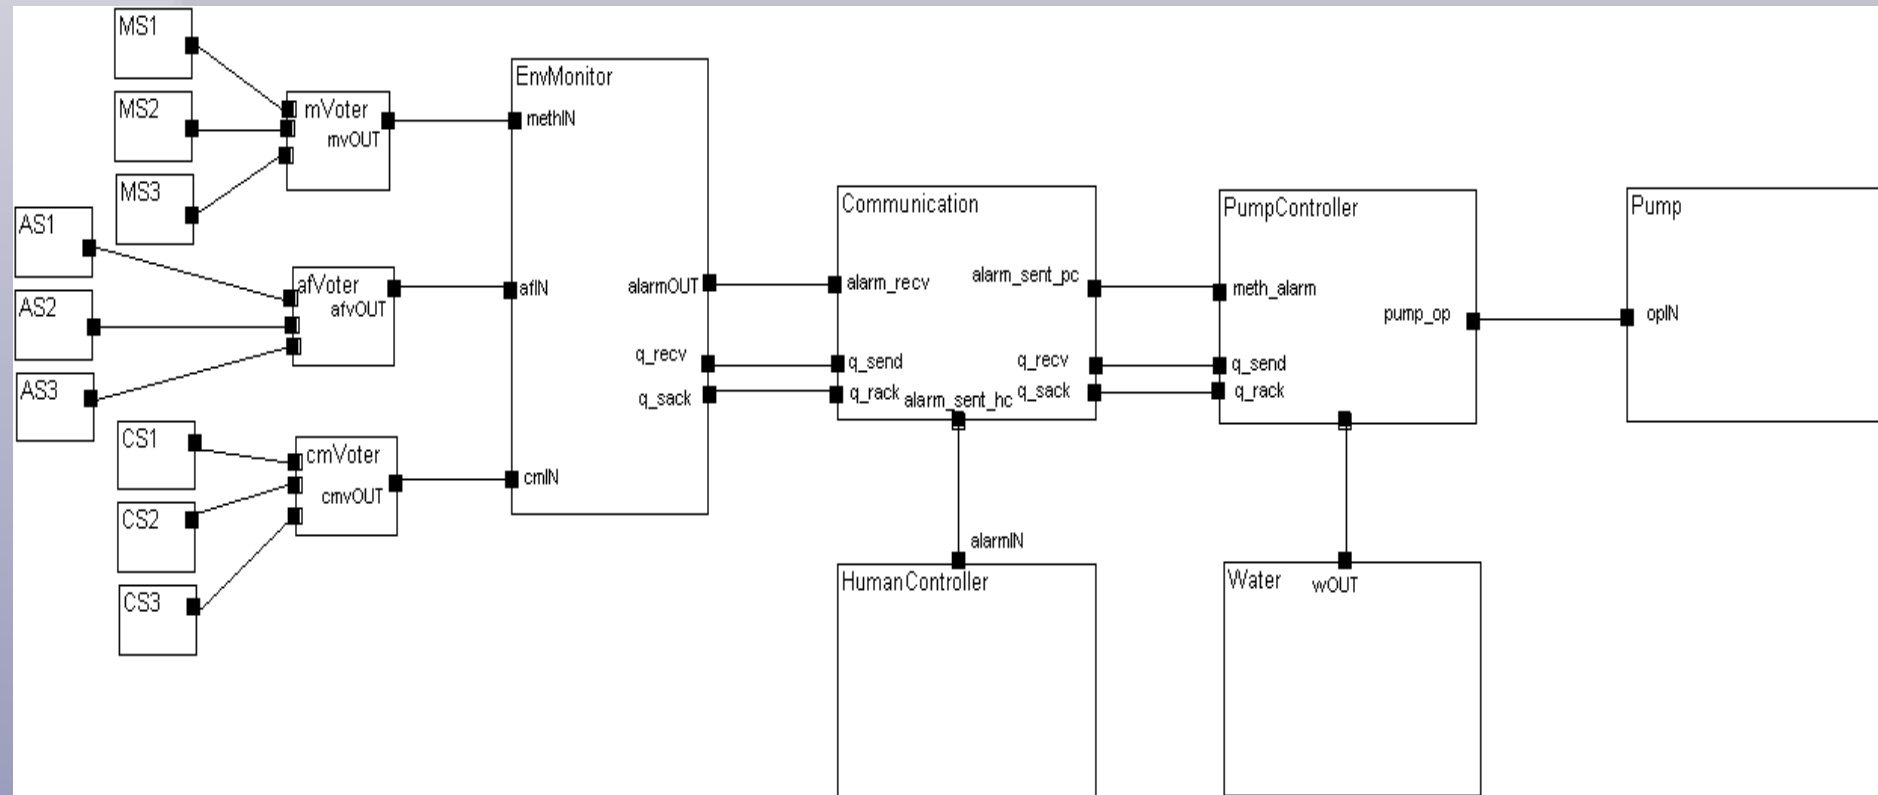 MS1
MS2
MS3
AS1
AS2
AS3
CS1
CS2
CS3
mVoter
mvOUT
afVoter
afvOUT
cmVoter
cmvOUT
EnvMonitor
methIN
afIN
cmIN
alarmOUT
q_recv
q_sack
Communication
alarm_recv
alarm_sent_pc
q_send
q_recv
q_rack
alarm_sent_hc
q_sack
alarmIN
HumanController
PumpController
meth_alarm
pump_op
q_send
q_rack
Water
wOUT
Pump
opIN